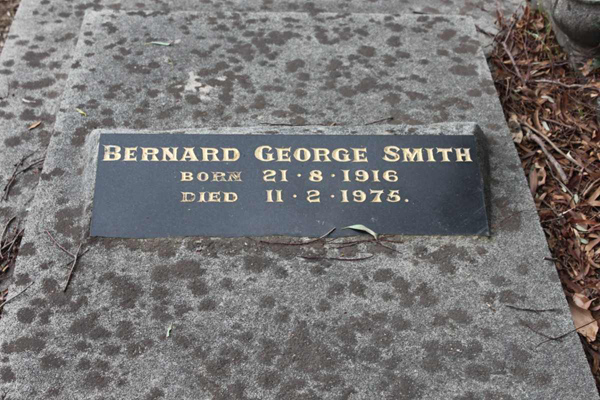 BERNARD GEORGE SMITH
BORN 21·8·1916
DIED 11·2·1975.